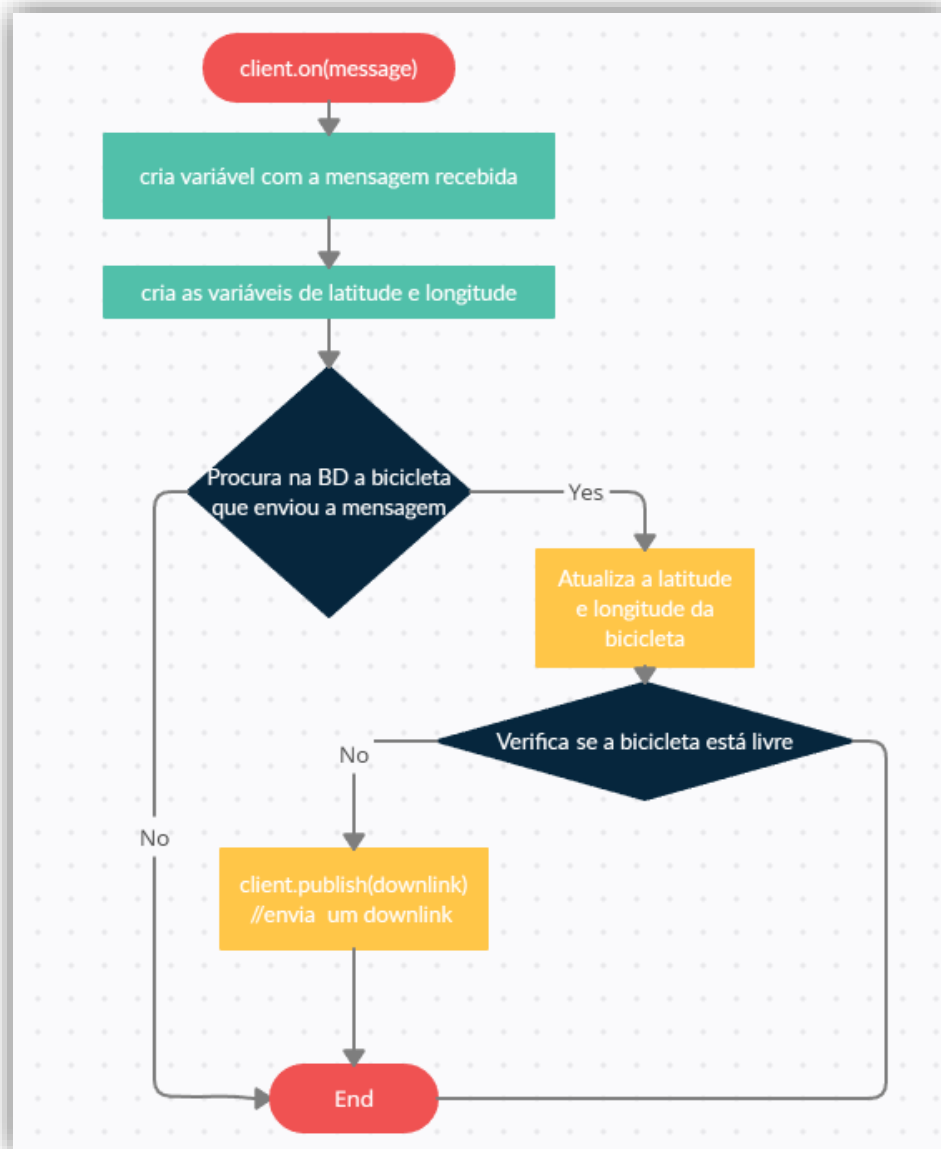 client.on(message)
cria variável com a mensagem recebida
cria as variáveis de latitude e longitude
Procura na BD a bicicleta
que enviou a mensagem
Yes
Atualiza a latitude
e longitude da
bicicleta
Verifica se a bicicleta está livre
No
No
client.publish(downlink)
//envia um downlink
End